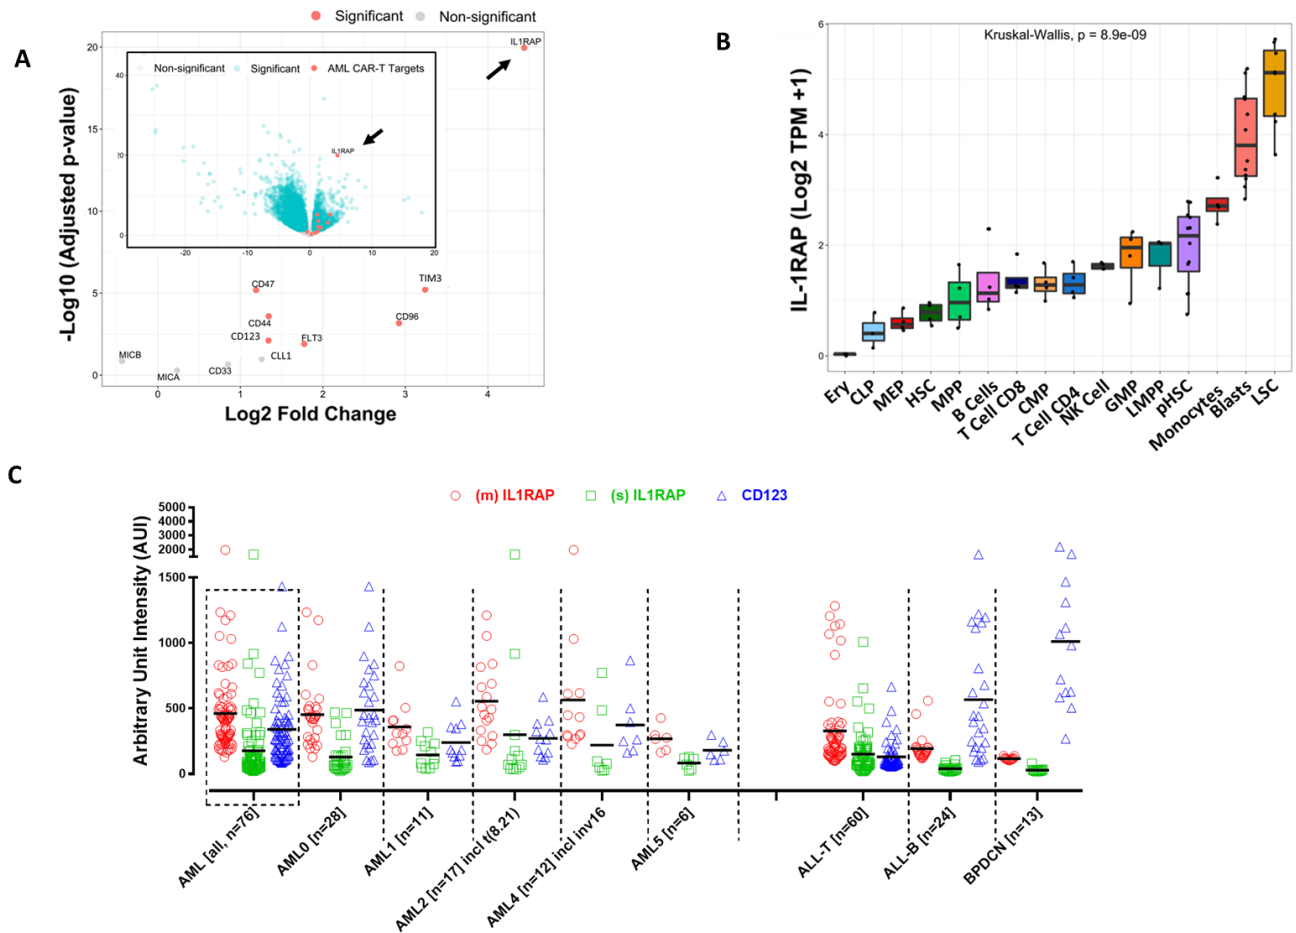 Significant Non-significant
A
-Log10 (Adjusted p-value)
20
15
10
5
0
IL1RAP
Non-significant Significant AML CAR-T Targets
40
20
0
IL1RAP
-20 -10 0 10 20
CD47
TIM3
CD44
CD96
CD123
FLT3
CLL1
MICB
CD33
MICA
0 1 2 3 4
Log2 Fold Change
B
IL-1RAP (Log2 TPM +1)
Kruskal-Wallis, p = 8.9e-09
6
4
2
0
Ery
CLP
MEP
HSC
MPP
B Cells
T Cell CD8
CMP
T Cell CD4
NK Cell
GMP
LMPP
pHSC
Monocytes
Blasts
LSC
C
(m) IL1RAP (s) IL1RAP CD123
Arbitrary Unit Intensity (AUI)
5000
4000
3000
2000
1500
1000
500
0
AML [all, n=76]
AML0 [n=28]
AML1 [n=11]
AML2 [n=17] incl t(8,21)
AML4 [n=12] incl inv16
AML5 [n=6]
ALL-T [n=60]
ALL-B [n=24]
BPDCN [n=13]